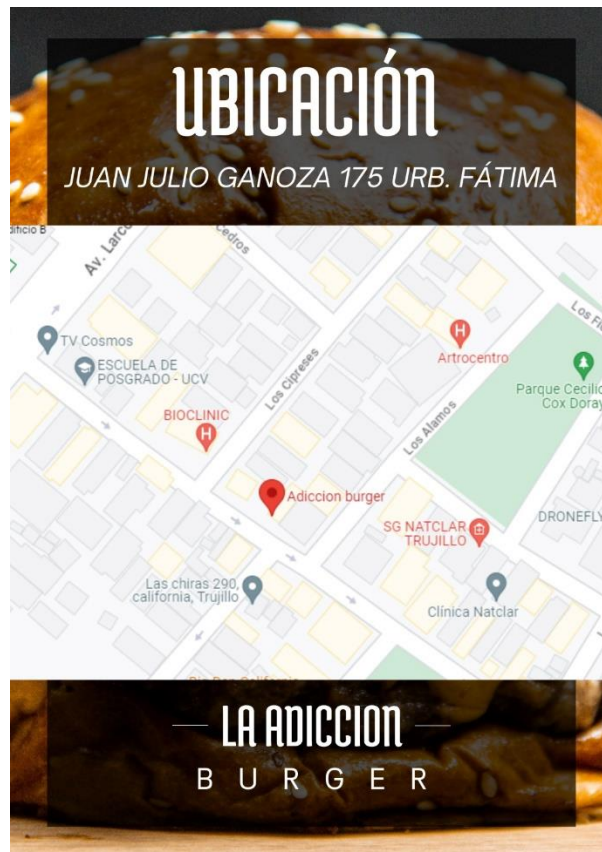 UBICACIÓN
JUAN JULIO GANOZA 175 URB. FÁTIMA
Av. Larco
Cedros
TV Cosmos
ESCUELA DE
POSGRADO - UCV
BIOCLINIC
Los Cipreses
Artrocentro
Parque Cecilio
Cox Doray
Los Alamos
Adiccion burger
SG NATCLAR
TRUJILLO
DRONEFLY
Las chiras 290,
california, Trujillo
Clínica Natclar
LA ADICCION
BURGER